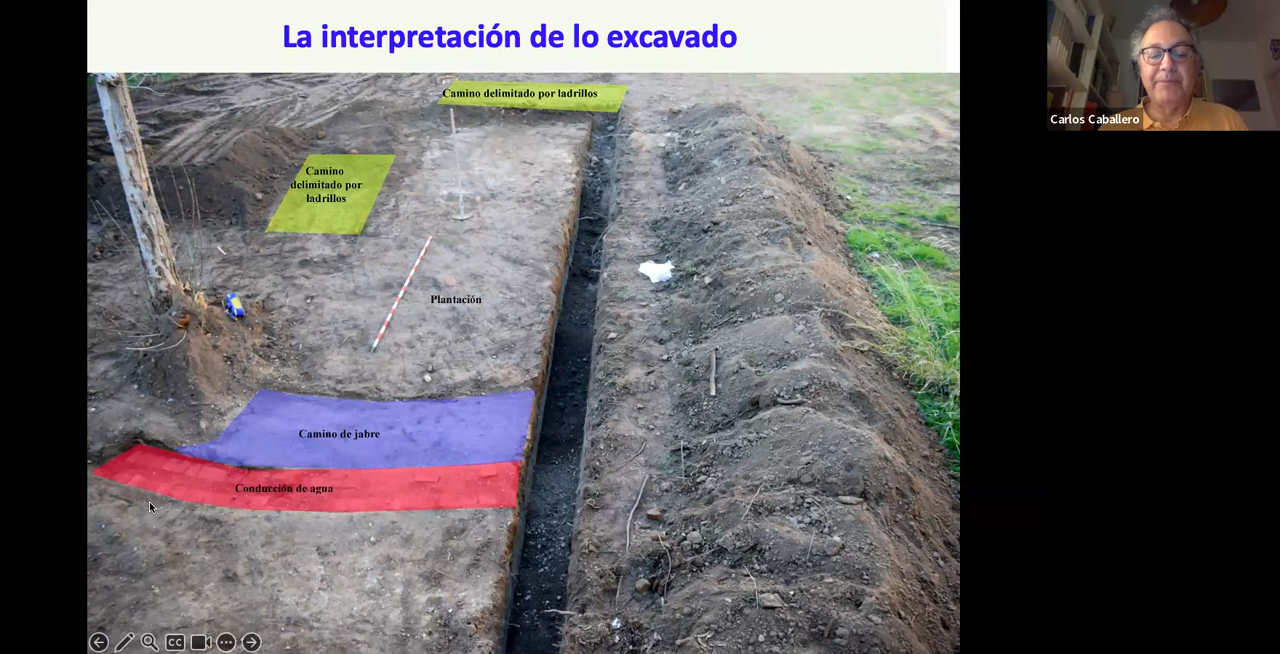 La interpretación de lo excavado
Camino delimitado por ladrillos
Camino
delimitado por
ladrillos
Plantación
Camino de jabre
Conducción de agua
Carlos Caballero
CC